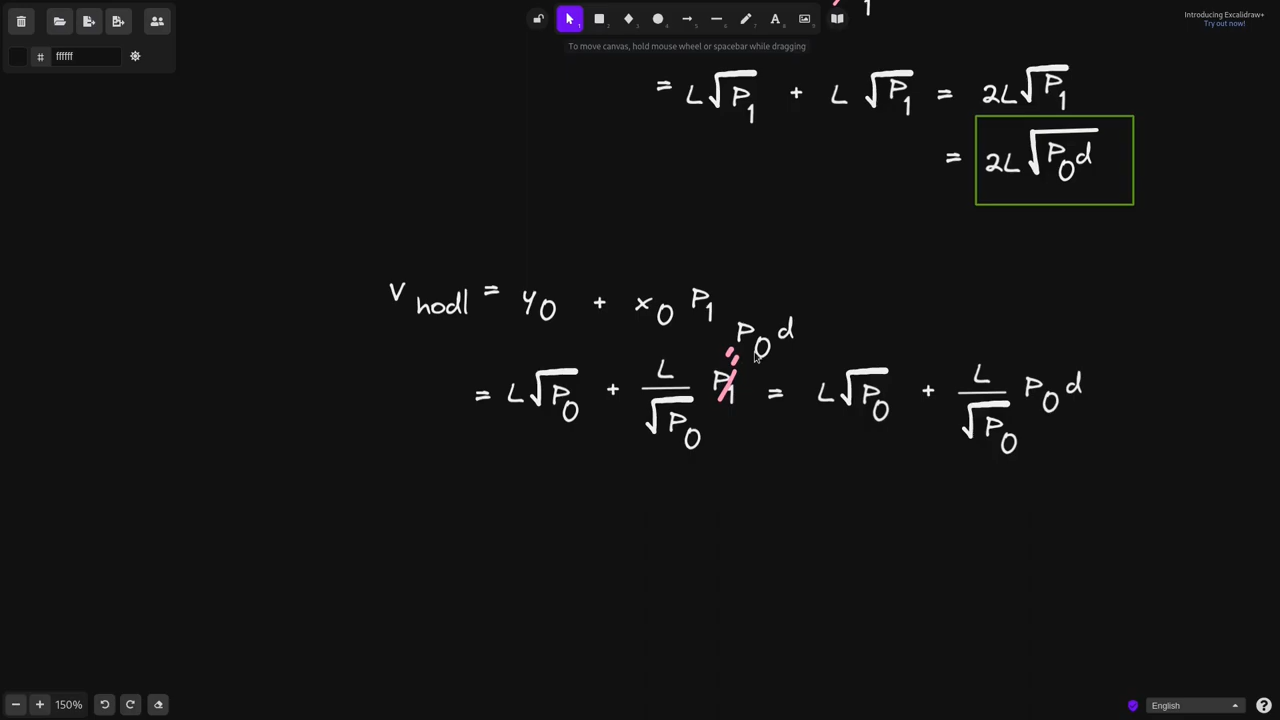 Introducing Excalidraw+
Try out now!
# ffffff
To move canvas, hold mouse wheel or spacebar while dragging
1
= L√P₁ + L √P₁ = 2L√P₁
= 2L√P₀d
V hodl = y₀ + x₀ P₁
P₀ d
= L√P₀ + L/√P₀ P₁ = L√P₀ + L/√P₀ P₀ d
150%
English